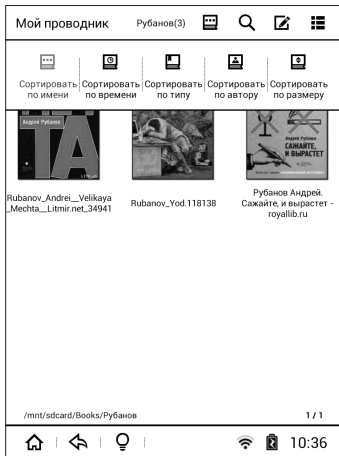 Мой проводник
Рубанов(3)
Сортировать по имени
Сортировать по времени
Сортировать по типу
Сортировать по автору
Сортировать по размеру
ТА
Андрей Рубанов
Андрей Рубанов
САЖАЙТЕ,
И ВЫРАСТЕТ
Rubanov_Andrei__Velikaya
_Mechta__Litmir.net_34941
Rubanov_Yod.118138
Рубанов Андрей.
Сажайте, и вырастет -
royallib.ru
/mnt/sdcard/Books/Рубанов
1 / 1
10:36